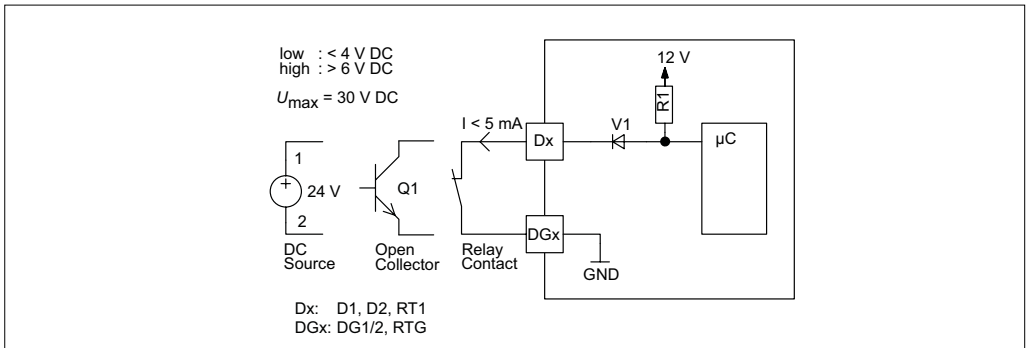 low : < 4 V DC
high : > 6 V DC
Umax = 30 V DC
12 V
R1
I < 5 mA
V1
Dx
µC
1
24 V
2
Q1
DGx
GND
DC
Source
Open
Collector
Relay
Contact
Dx: D1, D2, RT1
DGx: DG1/2, RTG